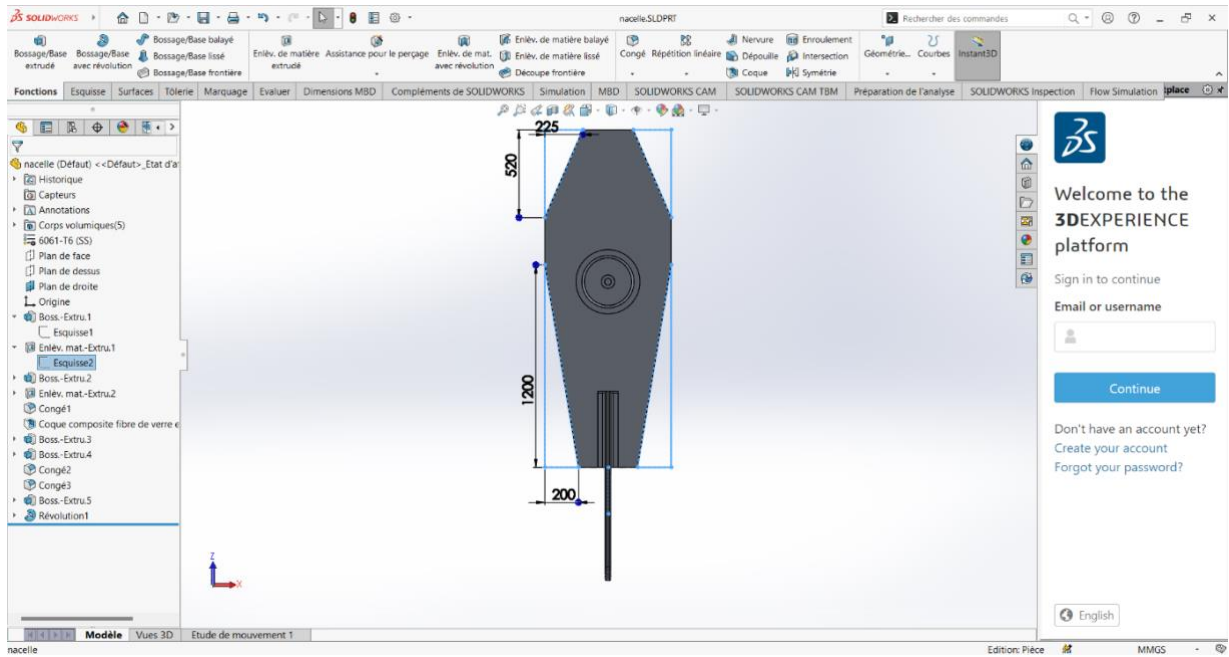 3S SOLIDWORKS
nacelle.SLDPRT
Rechercher des commandes
Bossage/Base extrudé
Bossage/Base avec révolution
Bossage/Base balayé
Bossage/Base lissé
Bossage/Base frontière
Enlèv. de matière extrudé
Assistance pour le perçage
Enlèv. de mat. avec révolution
Enlèv. de matière balayé
Enlèv. de matière lissé
Découpe frontière
Congé
Répétition linéaire
Nervure
Dépouille
Coque
Enroulement
Intersection
Symétrie
Géométrie...
Courbes
Instant3D
Fonctions Esquisse Surfaces Tôlerie Marquage Evaluer Dimensions MBD Compléments de SOLIDWORKS Simulation MBD SOLIDWORKS CAM SOLIDWORKS CAM TBM Préparation de l'analyse SOLIDWORKS Inspection Flow Simulation
nacelle (Défaut) <<Défaut>_Etat d'a
Historique
Capteurs
Annotations
Corps volumiques(5)
6061-T6 (SS)
Plan de face
Plan de dessus
Plan de droite
Origine
Boss.-Extru.1
Esquisse1
Enlèv. mat.-Extru.1
Esquisse2
Boss.-Extru.2
Enlèv. mat.-Extru.2
Congé1
Coque composite fibre de verre e
Boss.-Extru.3
Boss.-Extru.4
Congé2
Congé3
Boss.-Extru.5
Révolution1
225
520
1200
200
Z
X
Welcome to the
3DEXPERIENCE
platform
Sign in to continue
Email or username
Continue
Don't have an account yet?
Create your account
Forgot your password?
English
Modèle Vues 3D Etude de mouvement 1
nacelle
Edition: Pièce
MMGS